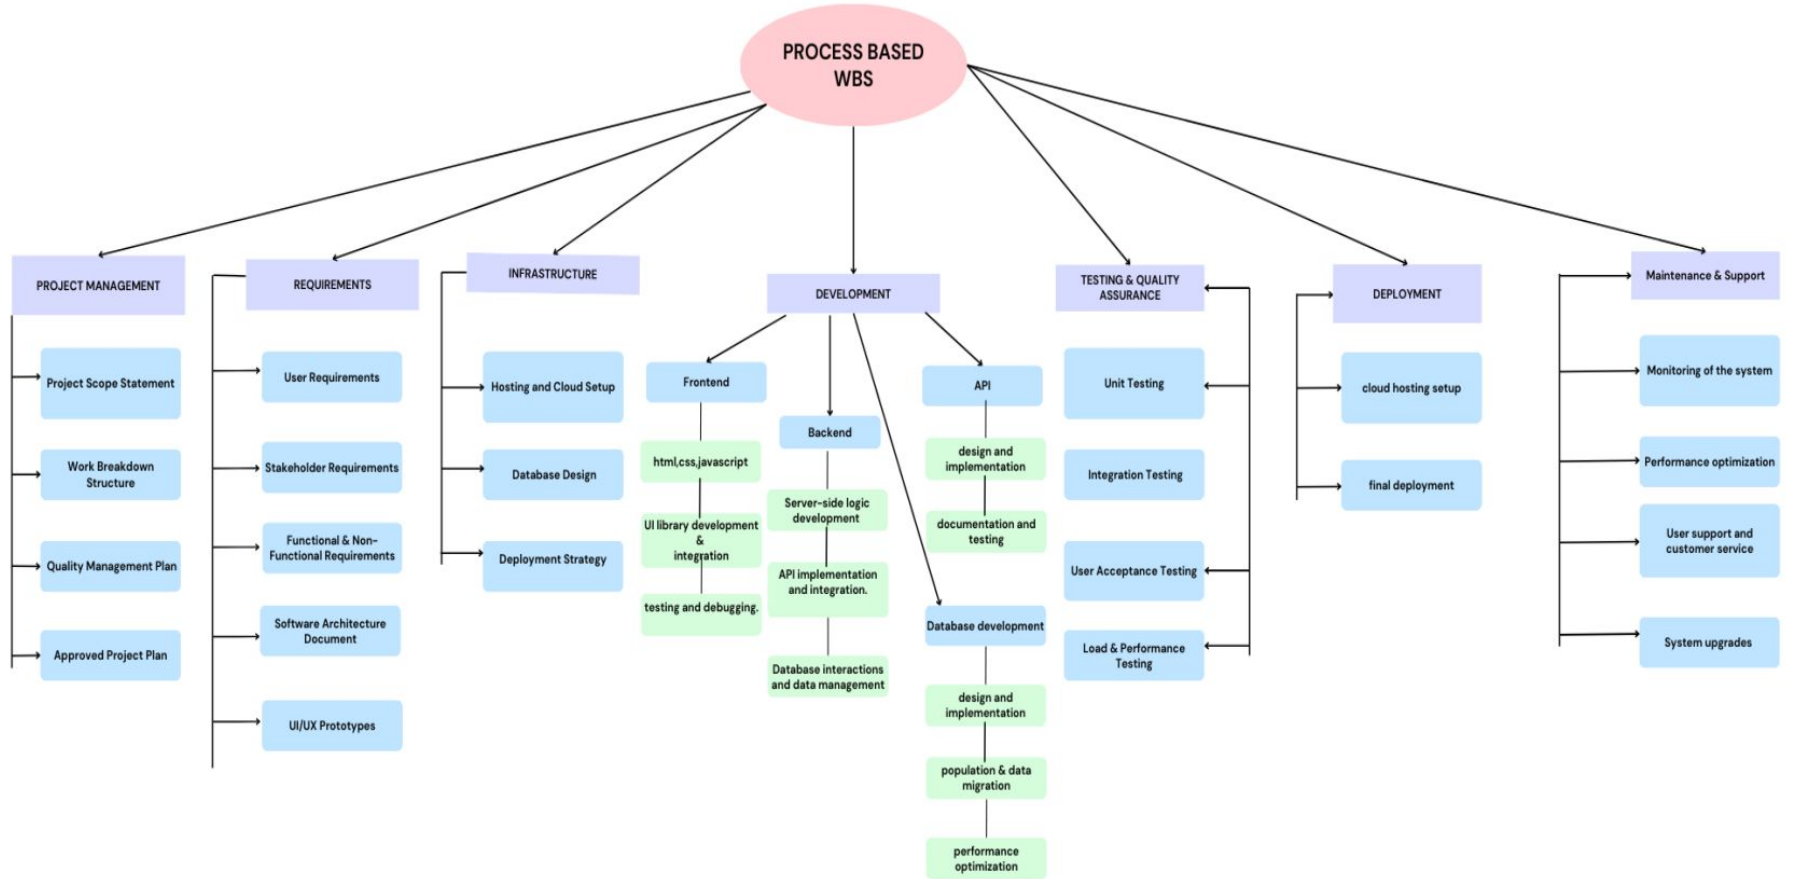 PROCESS BASED
WBS
PROJECT MANAGEMENT
Project Scope Statement
Work Breakdown
Structure
Quality Management Plan
Approved Project Plan
REQUIREMENTS
User Requirements
Stakeholder Requirements
Functional & Non-
Functional Requirements
Software Architecture
Document
UI/UX Prototypes
INFRASTRUCTURE
Hosting and Cloud Setup
Database Design
Deployment Strategy
DEVELOPMENT
Frontend
html,css,javascript
UI library development
&
integration
testing and debugging.
Backend
Server-side logic
development
API implementation
and integration.
Database interactions
and data management
API
design and
implementation
documentation and
testing
Database development
design and
implementation
population & data
migration
performance
optimization
TESTING & QUALITY
ASSURANCE
Unit Testing
Integration Testing
User Acceptance Testing
Load & Performance
Testing
DEPLOYMENT
cloud hosting setup
final deployment
Maintenance & Support
Monitoring of the system
Performance optimization
User support and
customer service
System upgrades